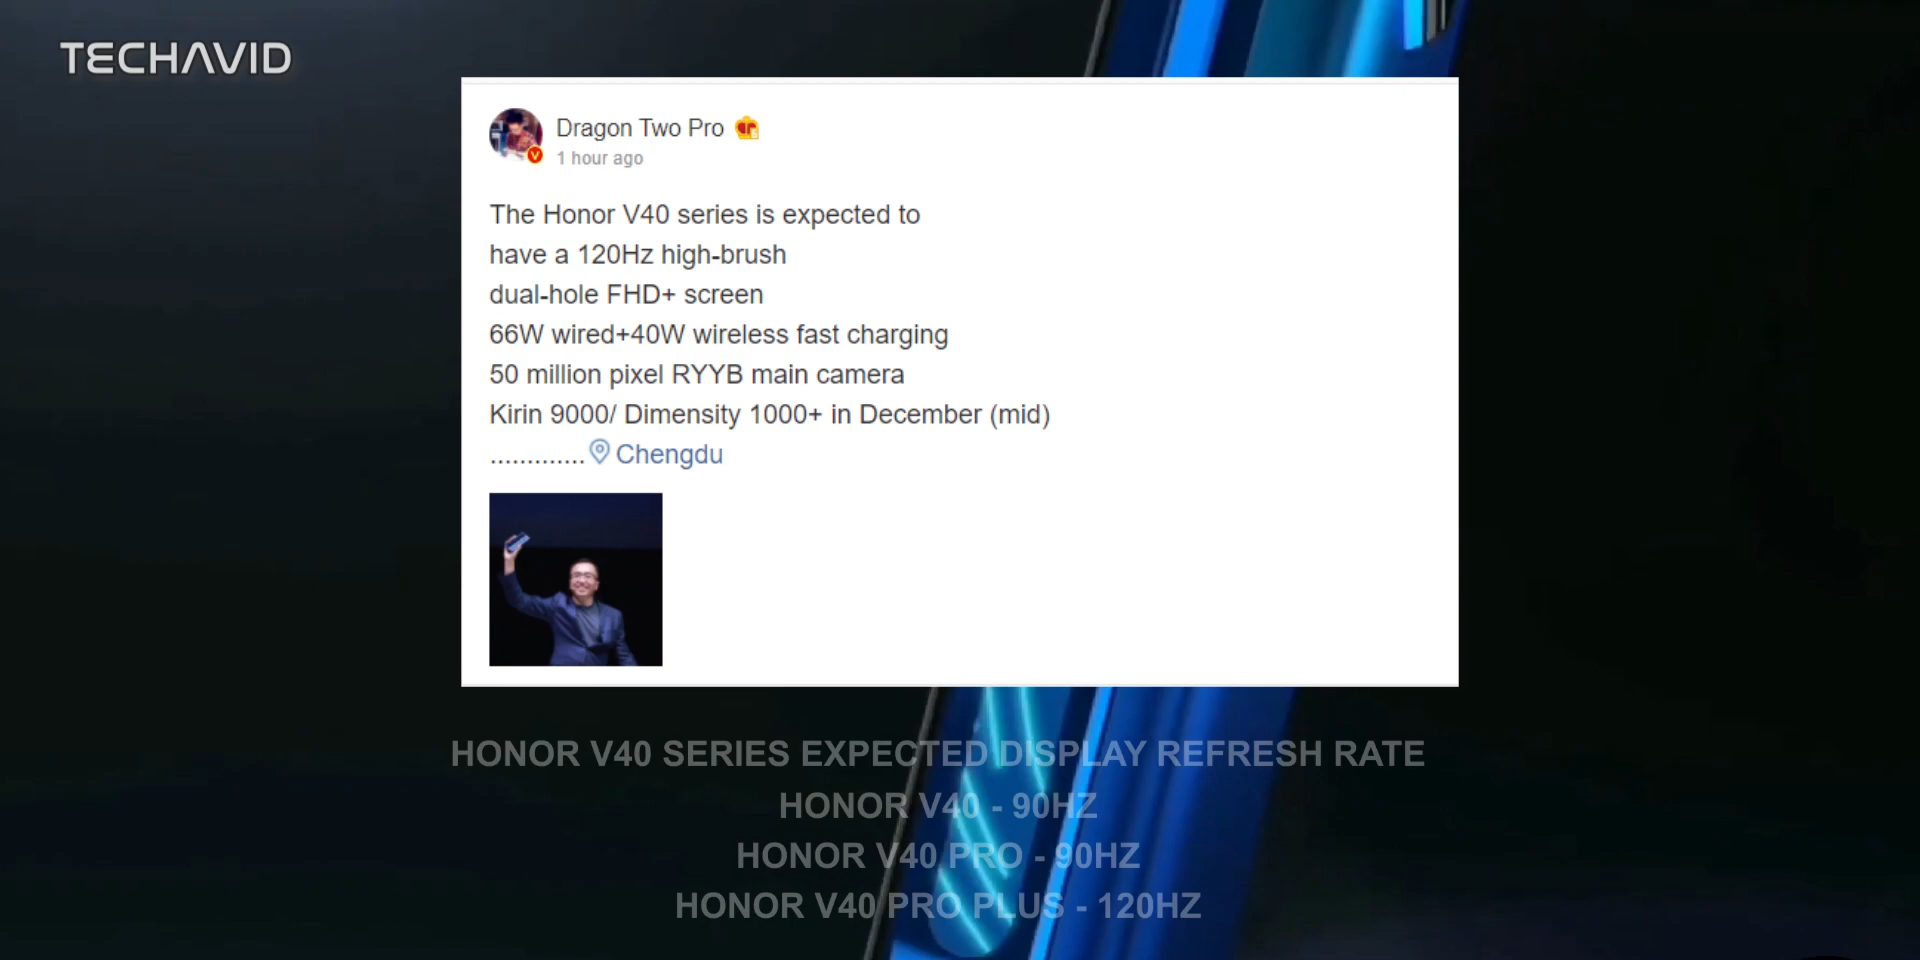 TECHAVID
Dragon Two Pro
1 hour ago
The Honor V40 series is expected to
have a 120Hz high-brush
dual-hole FHD+ screen
66W wired+40W wireless fast charging
50 million pixel RYYB main camera
Kirin 9000/ Dimensity 1000+ in December (mid)
............. Chengdu
HONOR V40 SERIES EXPECTED DISPLAY REFRESH RATE
HONOR V40 - 90HZ
HONOR V40 PRO - 90HZ
HONOR V40 PRO PLUS - 120HZ